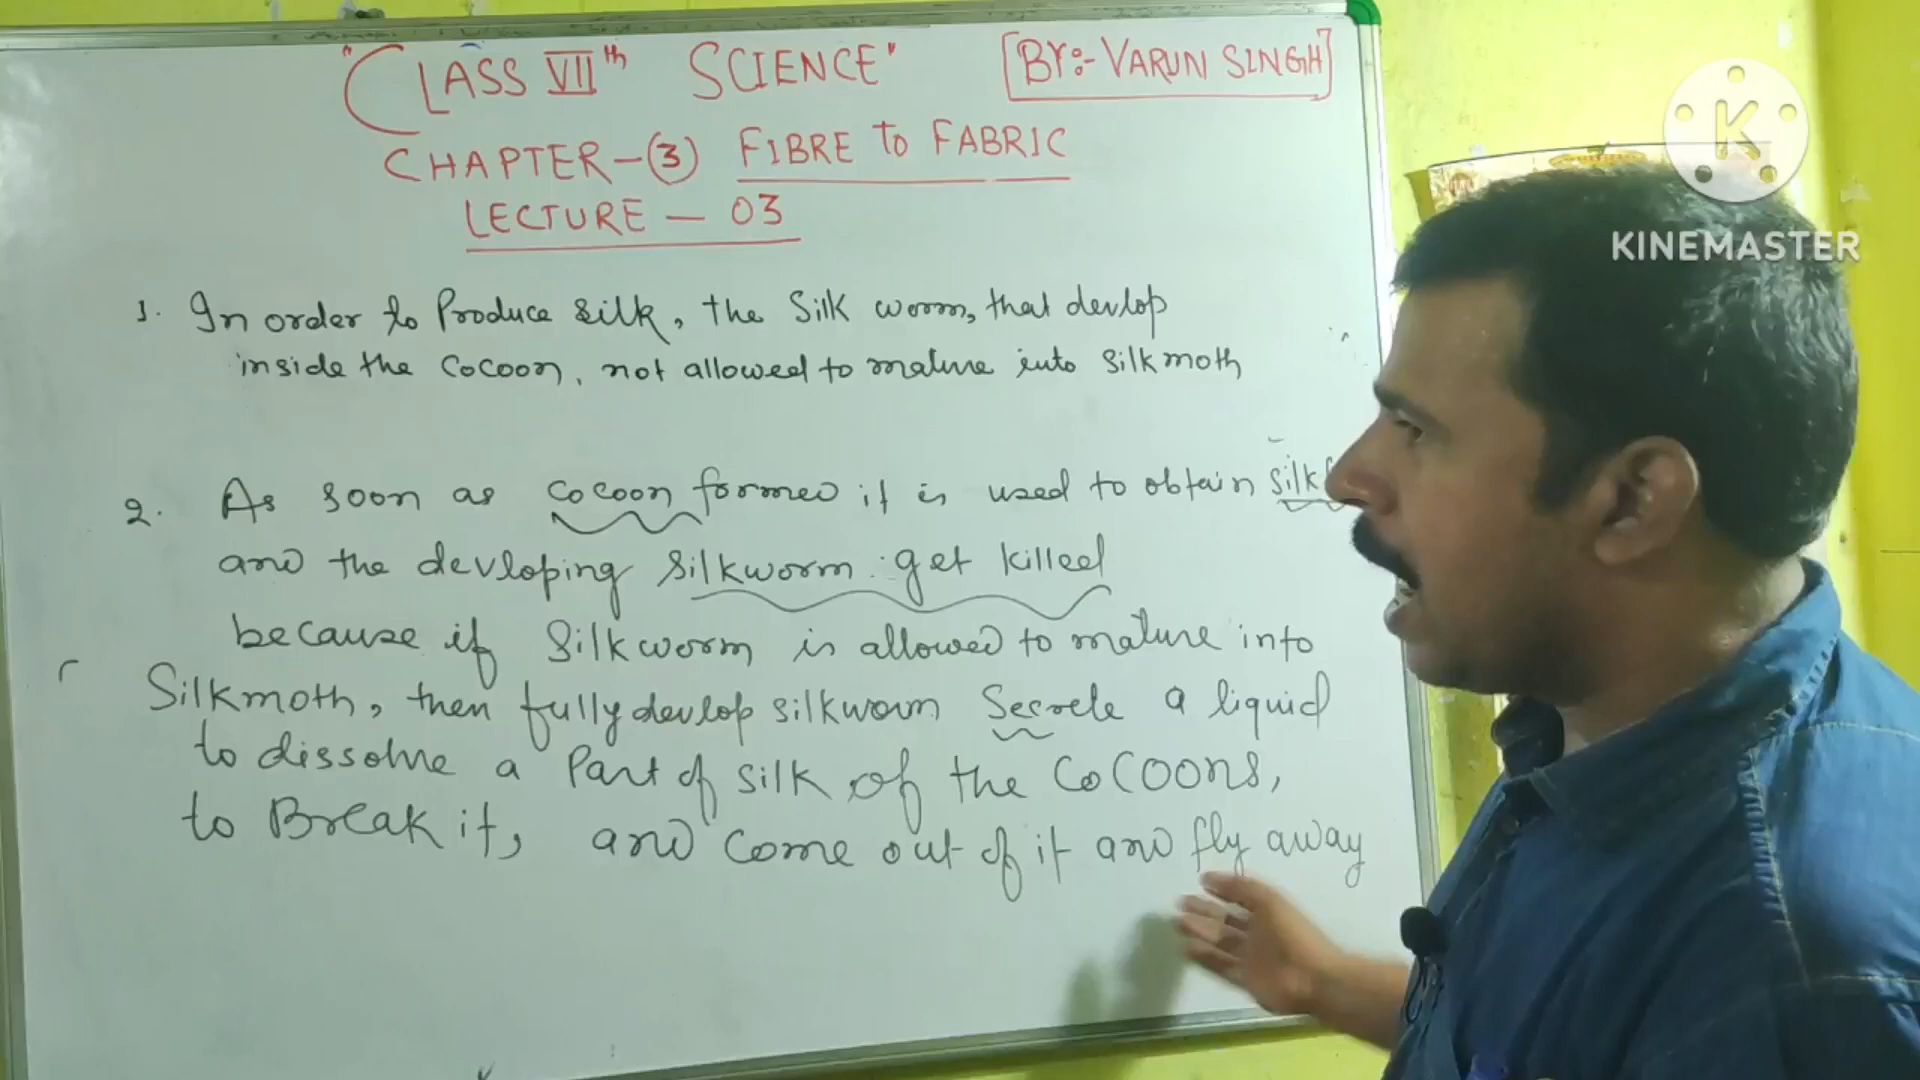 "CLASS VIIth SCIENCE" [BY:- VARUN SINGH]
CHAPTER-(3) FIBRE to FABRIC
LECTURE - 03
1. In order to Produce silk, the Silk worm, that devlop
inside the Cocoon, not allowed to mature into silkmoth
2. As soon as cocoon formed it is used to obtain silk
and the devloping silkworm get killed
because if Silkworm is allowed to mature into
Silkmoth, then fully devlop silkworm Secrete a liquid
to dissolve a Part of silk of the CoCOONS,
to Break it, and come out of it and fly away
K
KINEMASTER